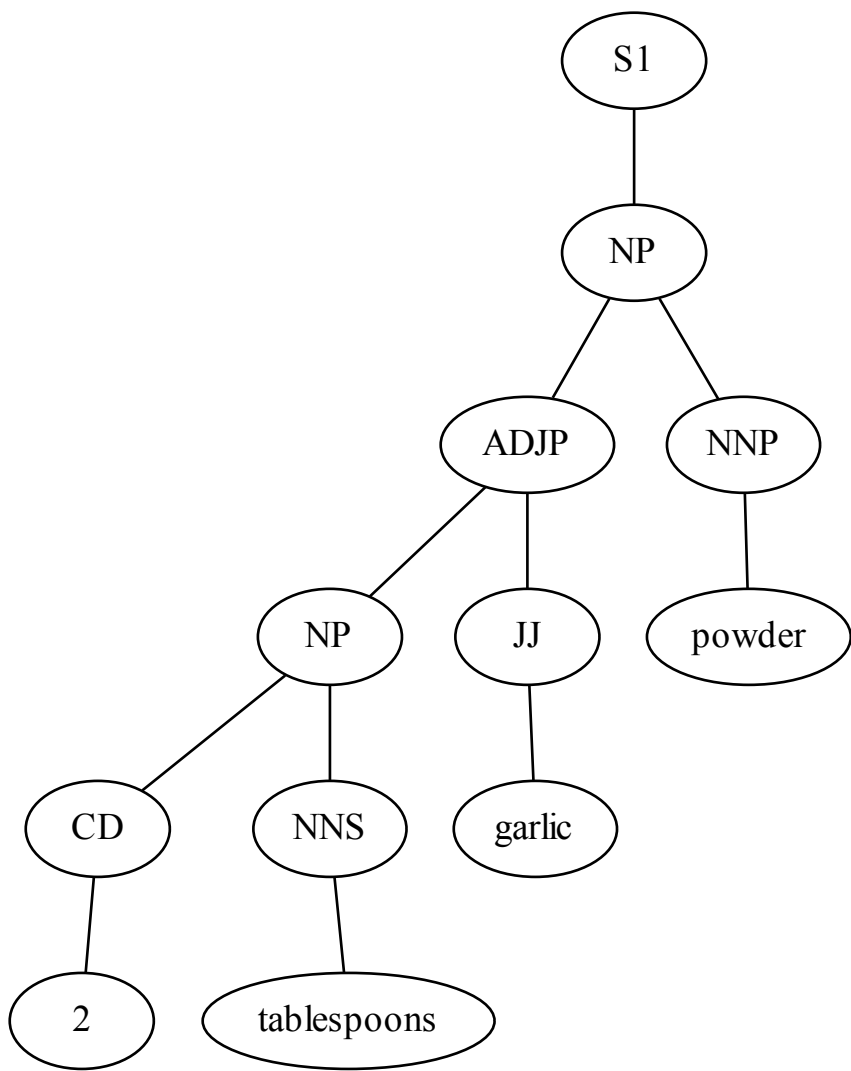 S1
NP
ADJP NNP
NP JJ powder
CD NNS garlic
2 tablespoons